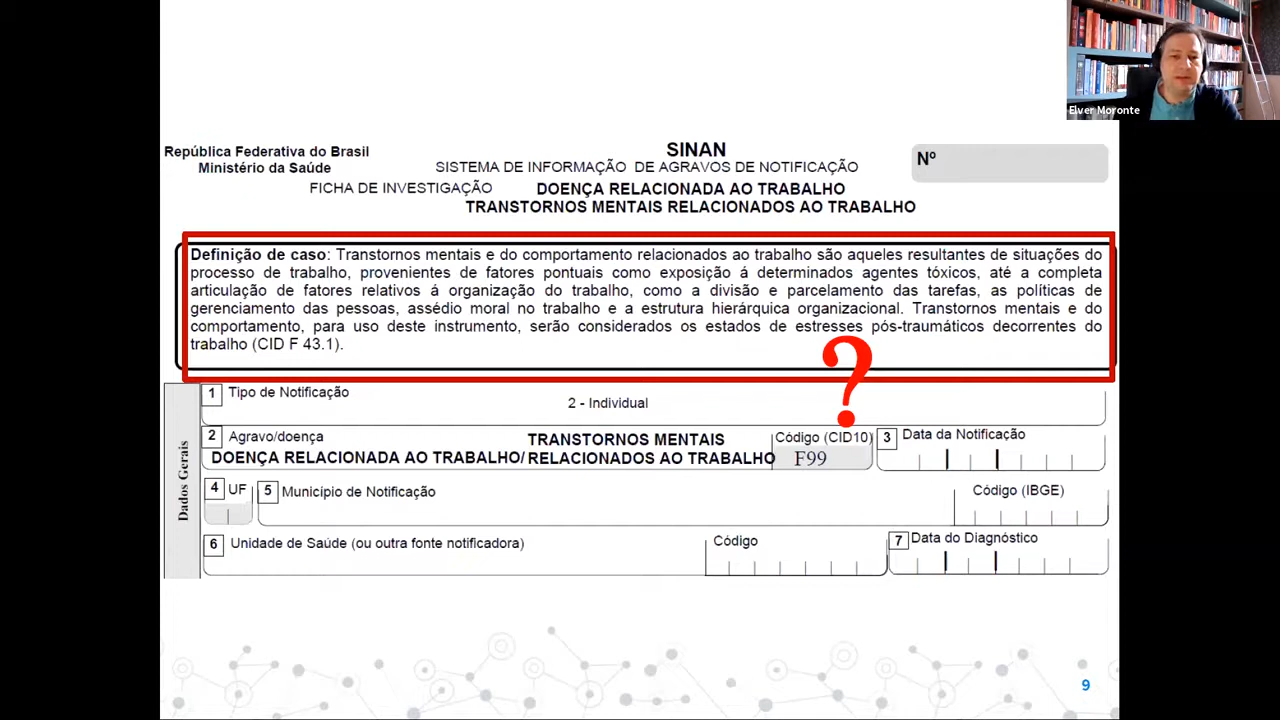 Elver Moronte
República Federativa do Brasil
Ministério da Saúde
SINAN
SISTEMA DE INFORMAÇÃO DE AGRAVOS DE NOTIFICAÇÃO
FICHA DE INVESTIGAÇÃO DOENÇA RELACIONADA AO TRABALHO
TRANSTORNOS MENTAIS RELACIONADOS AO TRABALHO
Nº
Definição de caso: Transtornos mentais e do comportamento relacionados ao trabalho são aqueles resultantes de situações do
processo de trabalho, provenientes de fatores pontuais como exposição á determinados agentes tóxicos, até a completa
articulação de fatores relativos á organização do trabalho, como a divisão e parcelamento das tarefas, as políticas de
gerenciamento das pessoas, assédio moral no trabalho e a estrutura hierárquica organizacional. Transtornos mentais e do
comportamento, para uso deste instrumento, serão considerados os estados de estresses pós-traumáticos decorrentes do
trabalho (CID F 43.1).
?
Dados Gerais
1 Tipo de Notificação
2 - Individual
2 Agravo/doença
DOENÇA RELACIONADA AO TRABALHO/
TRANSTORNOS MENTAIS
RELACIONADOS AO TRABALHO
Código (CID10)
F99
3 Data da Notificação
4 UF
5 Município de Notificação
Código (IBGE)
6 Unidade de Saúde (ou outra fonte notificadora)
Código
7 Data do Diagnóstico
9